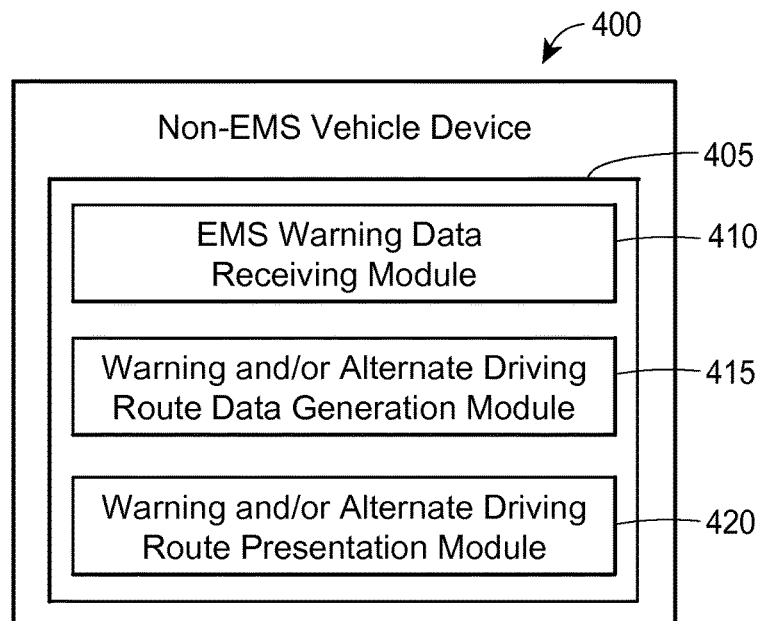 400
Non-EMS Vehicle Device
405
EMS Warning Data
Receiving Module
410
Warning and/or Alternate Driving
Route Data Generation Module
415
Warning and/or Alternate Driving
Route Presentation Module
420